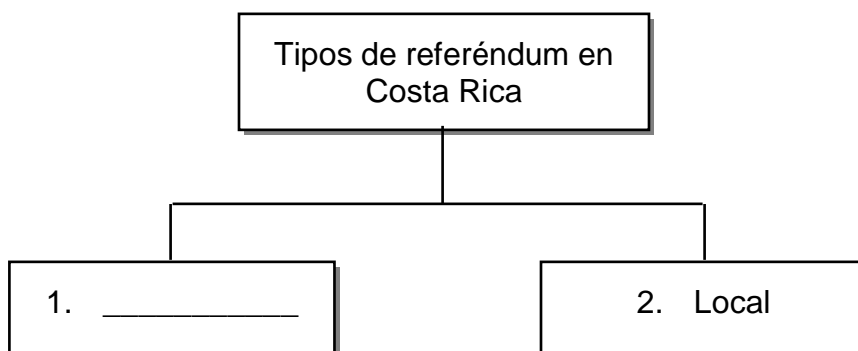 Tipos de referéndum en
Costa Rica
1. ___________
2. Local